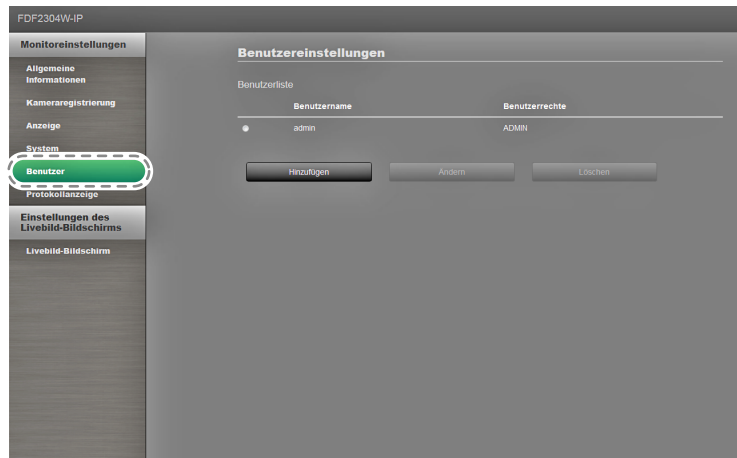 FDF2304W-IP
Monitoreinstellungen
Allgemeine
Informationen
Kameraregistrierung
Anzeige
System
Benutzer
Protokollanzeige
Einstellungen des
Livebild-Bildschirms
Livebild-Bildschirm
Benutzereinstellungen
Benutzerliste
Benutzername Benutzerrechte
admin ADMIN
Hinzufügen Ändern Löschen